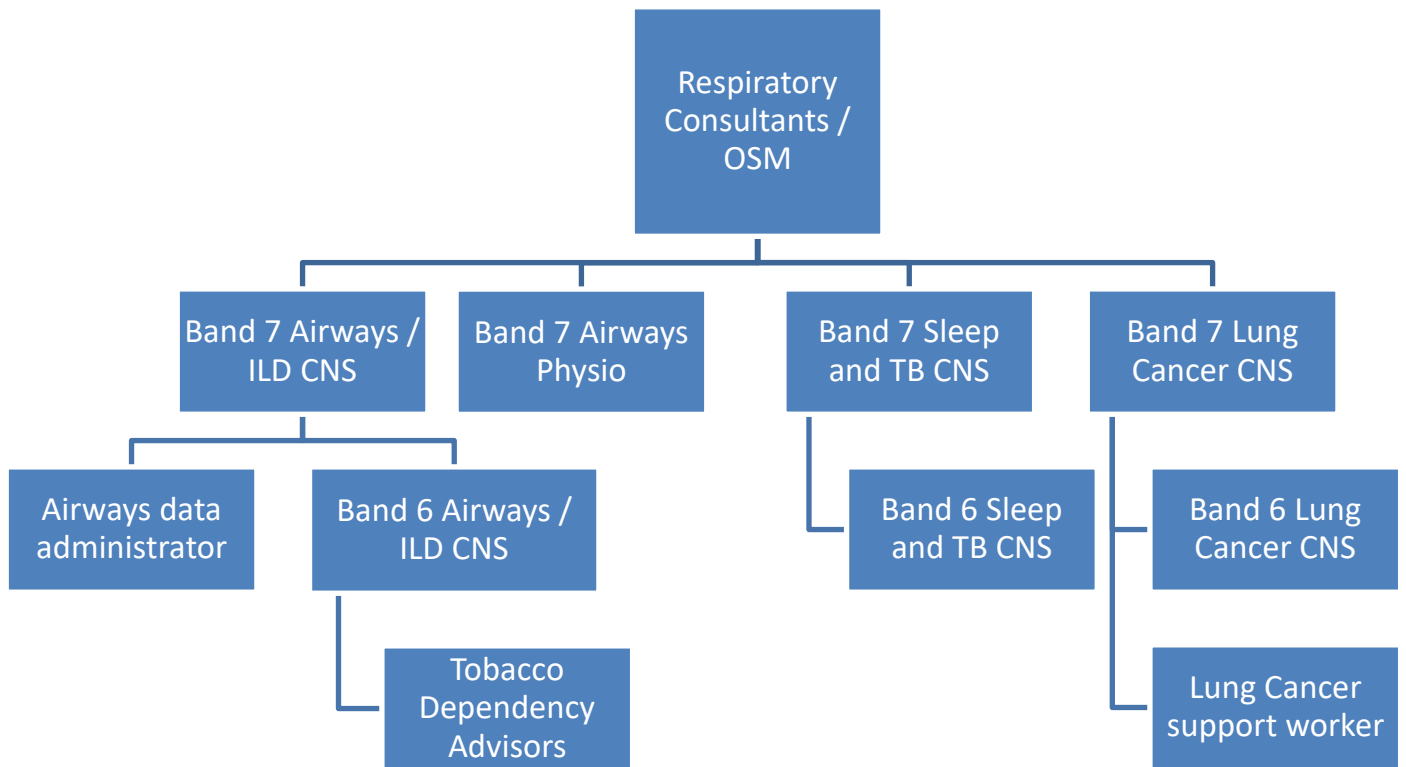 Respiratory
Consultants /
OSM
Band 7 Airways /
ILD CNS
Band 7 Airways
Physio
Band 7 Sleep
and TB CNS
Band 7 Lung
Cancer CNS
Airways data
administrator
Band 6 Airways /
ILD CNS
Band 6 Sleep
and TB CNS
Band 6 Lung
Cancer CNS
Tobacco
Dependency
Advisors
Lung Cancer
support worker